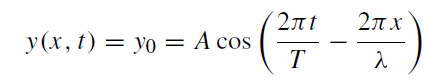 y(x, t) = y0 = A cos ( 2πt / T − 2πx / λ )